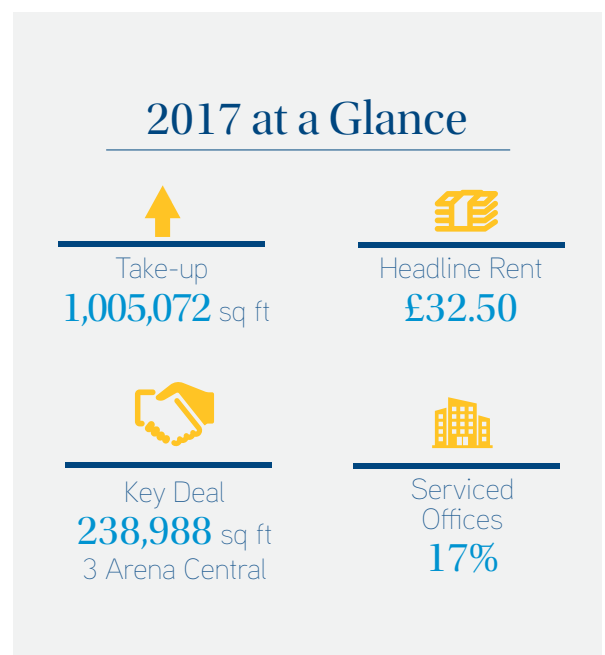 2017 at a Glance
Take-up
1,005,072 sq ft
Headline Rent
£32.50
Key Deal
238,988 sq ft
3 Arena Central
Serviced
Offices
17%